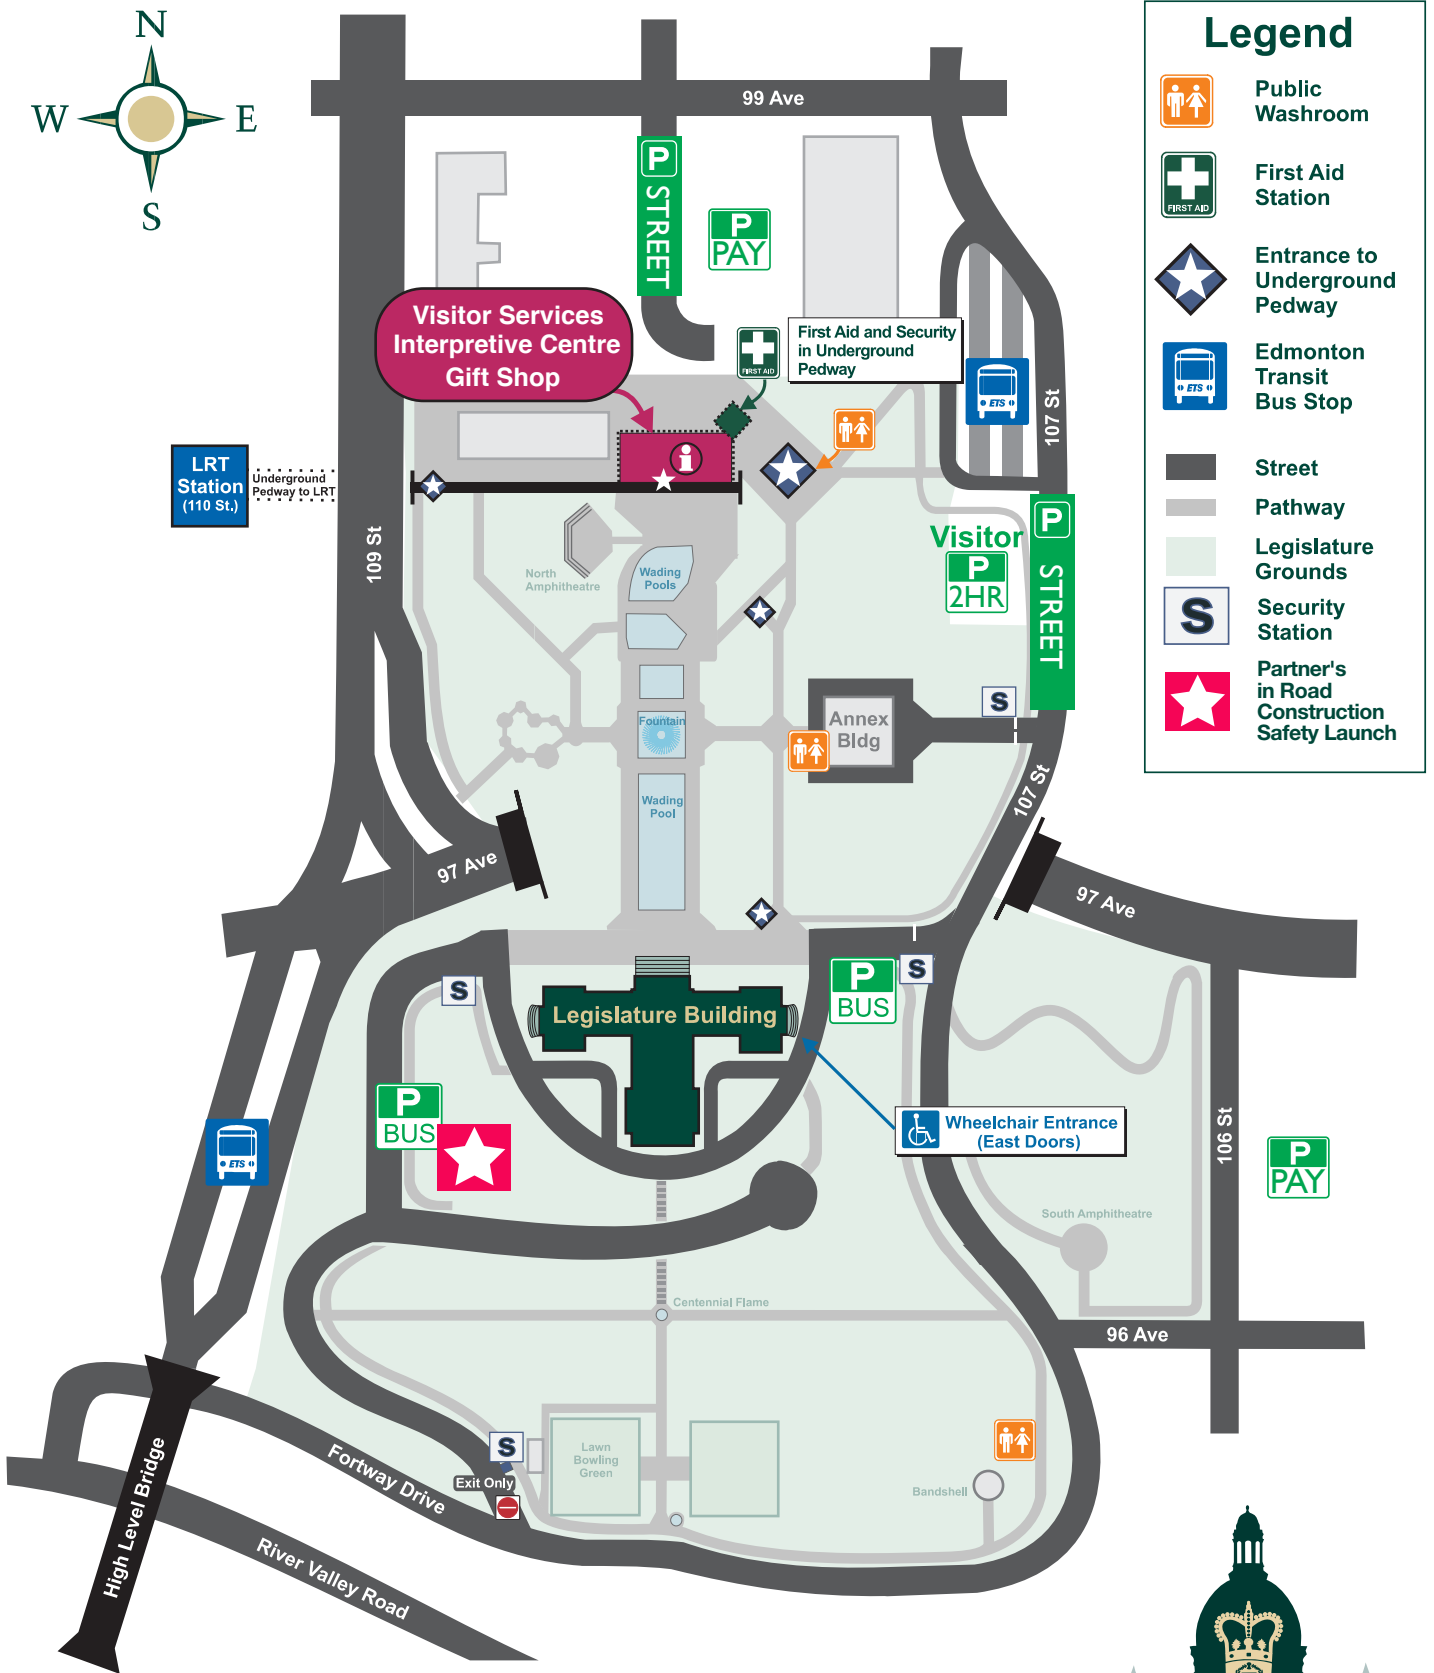 N
W
E
S
99 Ave
P
STREET
P
PAY
Visitor Services
Interpretive Centre
Gift Shop
FIRST AID
First Aid and Security
in Underground
Pedway
ETS
107 St
LRT
Station
(110 St.)
Underground
Pedway to LRT
109 St
i
North
Amphitheatre
Wading
Pools
Visitor
P
2HR
P
STREET
S
Annex
Bldg
Fountain
Wading
Pool
107 St
97 Ave
97 Ave
S
S
P
BUS
Legislature Building
P
BUS
ETS
Wheelchair Entrance
(East Doors)
106 St
P
PAY
South Amphitheatre
Centennial Flame
96 Ave
S
Exit Only
Lawn
Bowling
Green
Bandshell
Fortway Drive
High Level Bridge
River Valley Road
Legend
Public
Washroom
FIRST AID
First Aid
Station
Entrance to
Underground
Pedway
ETS
Edmonton
Transit
Bus Stop
Street
Pathway
Legislature
Grounds
S
Security
Station
Partner's
in Road
Construction
Safety Launch